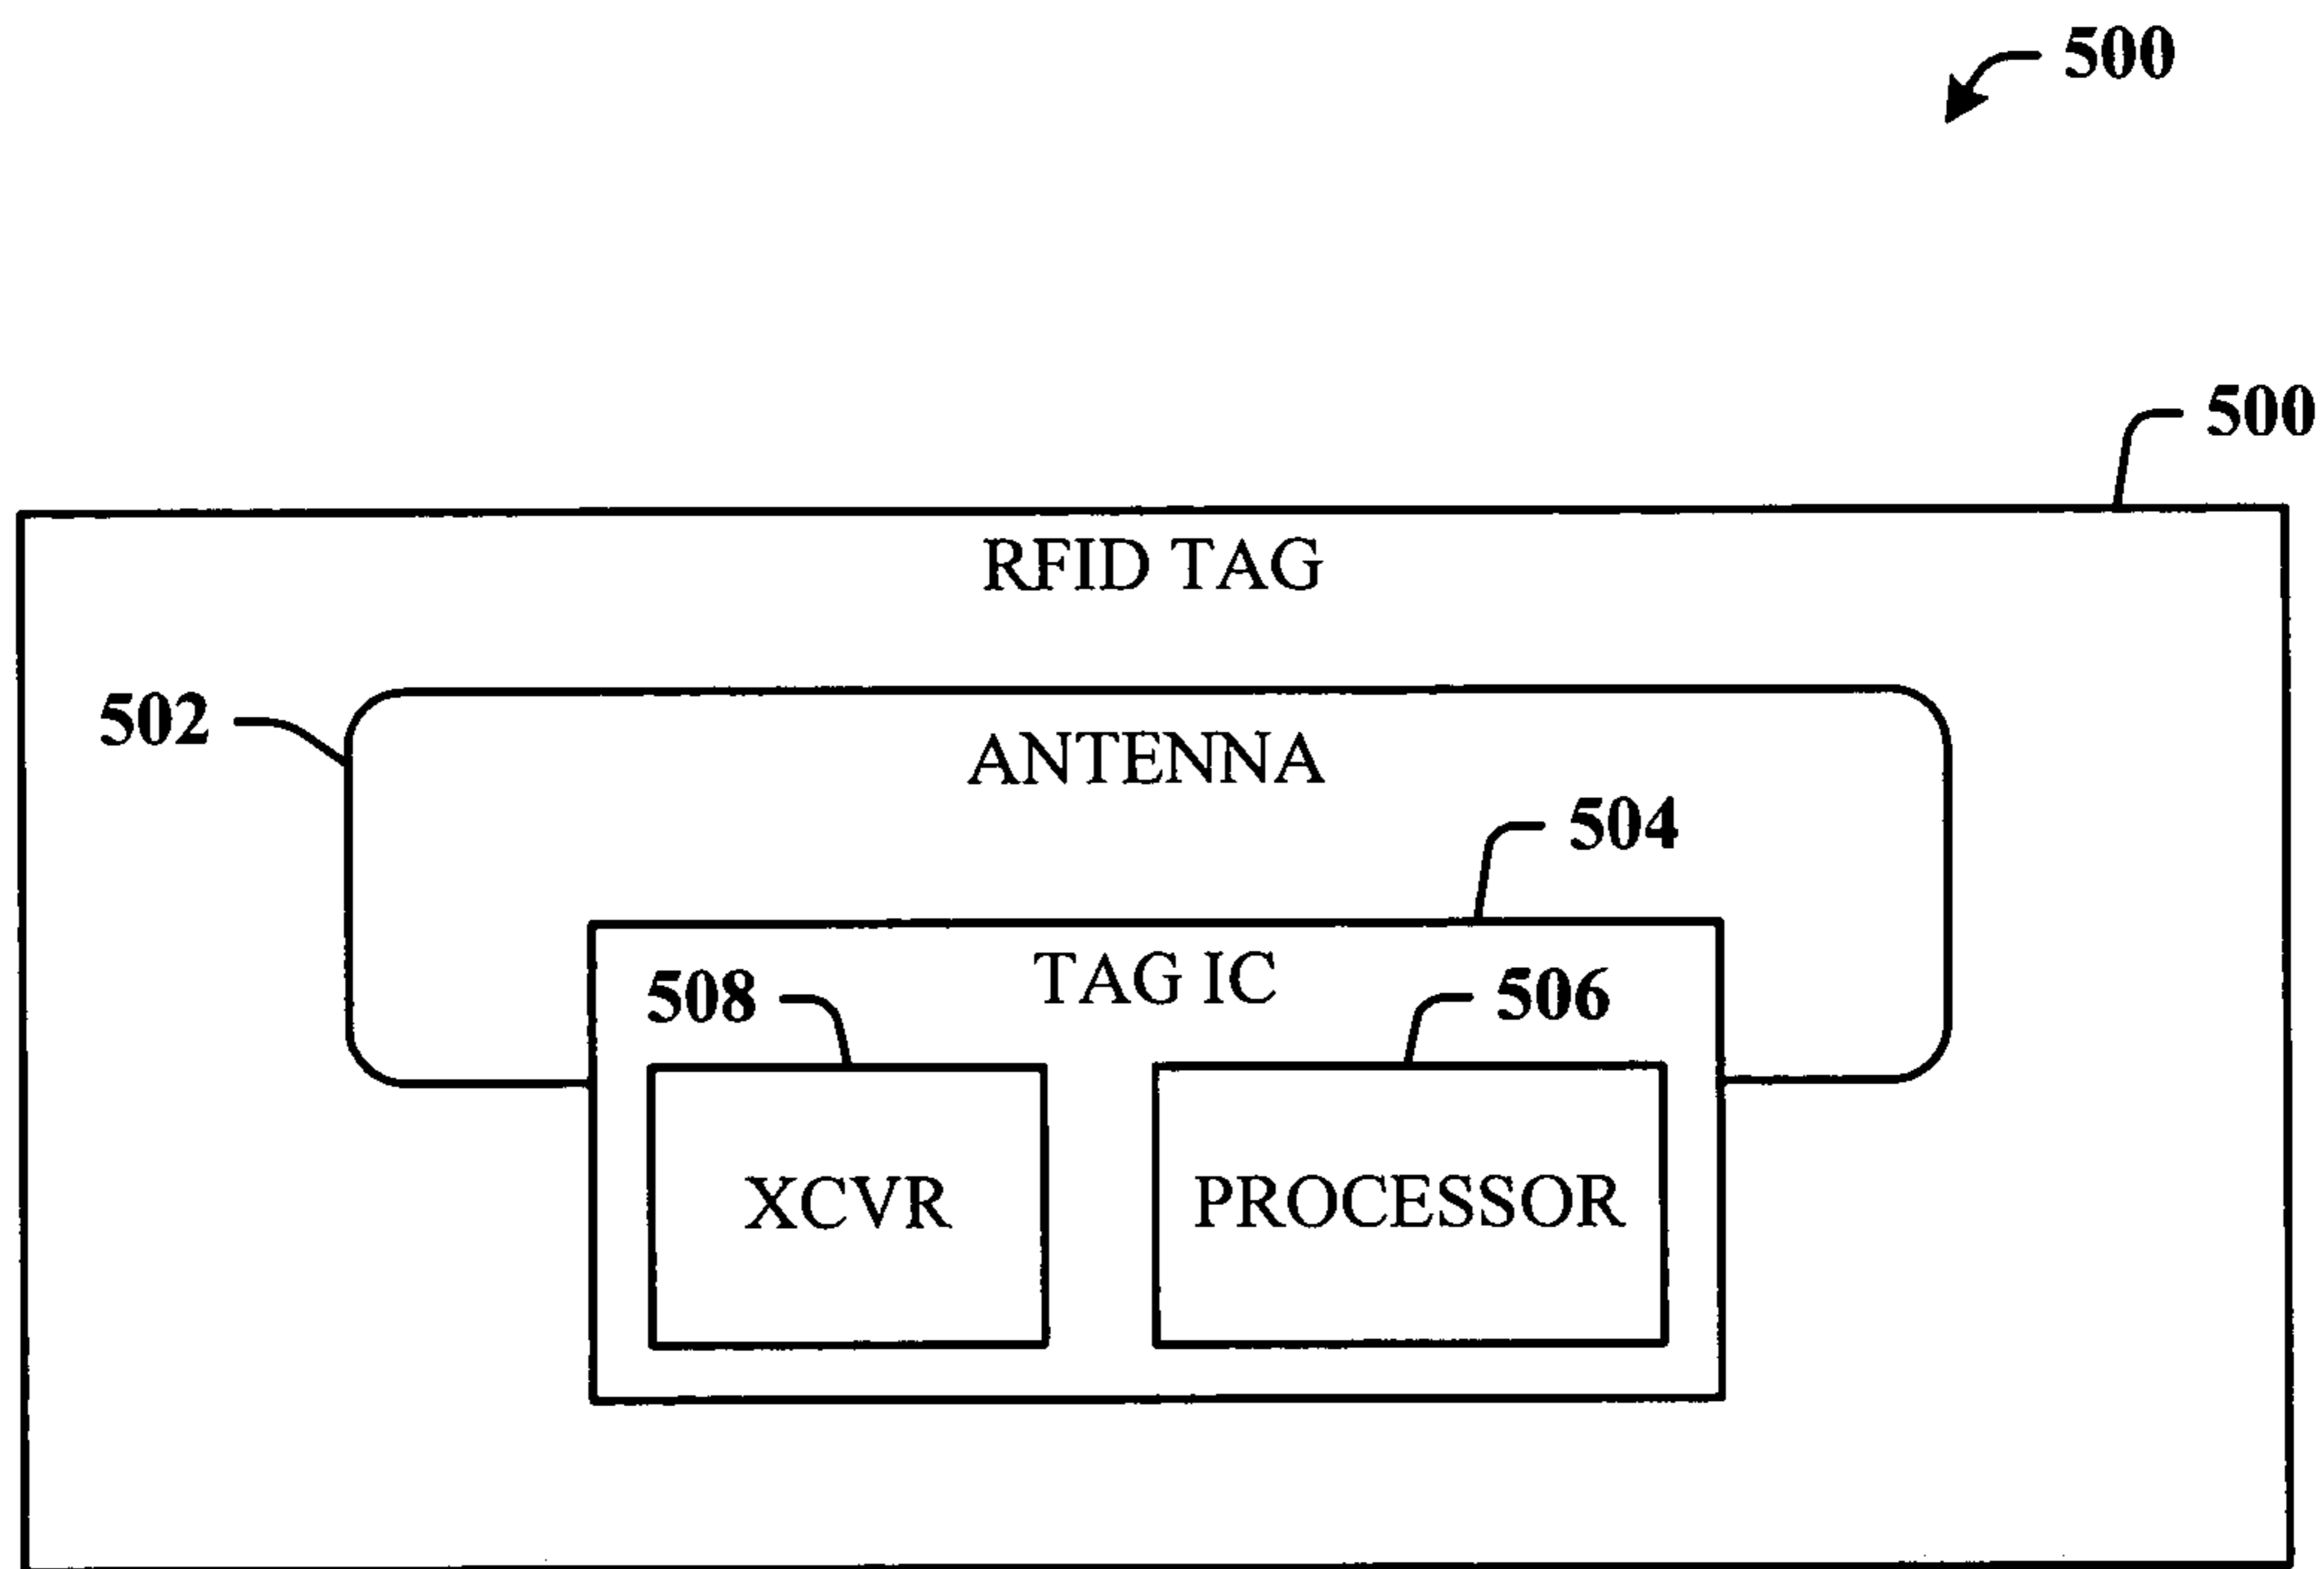 500
500
RFID TAG
502
ANTENNA
504
TAG IC
508
506
XCVR
PROCESSOR